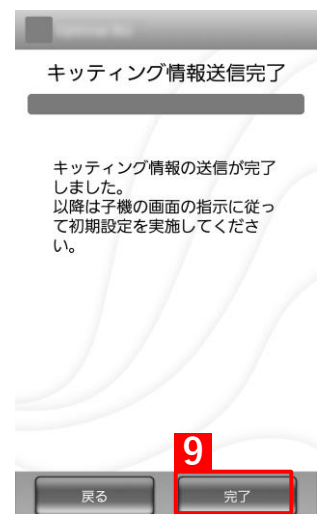 キッティング情報送信完了
キッティング情報の送信が完了
しました。
以降は子機の画面の指示に従っ
て初期設定を実施してくださ
い。
9
戻る
完了